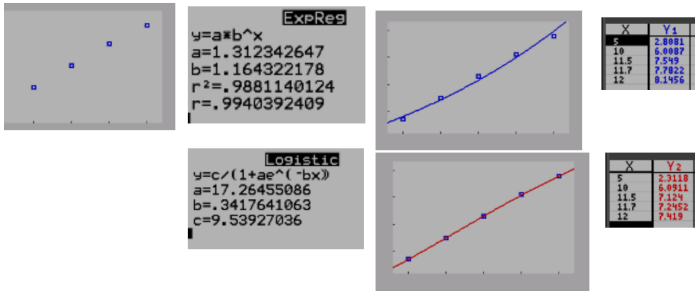 ExpReg
y=a*b^x
a=1.312342647
b=1.164322178
r²=.9881140124
r=.9940392409
X Y1
5 2.8081
10 6.0087
11.5 7.549
11.7 7.7822
12 8.1456
Logistic
y=c/(1+ae^(-bx))
a=17.26455086
b=.3417641063
c=9.53927036
X Y2
5 2.3118
10 6.0911
11.5 7.124
11.7 7.2452
12 7.419